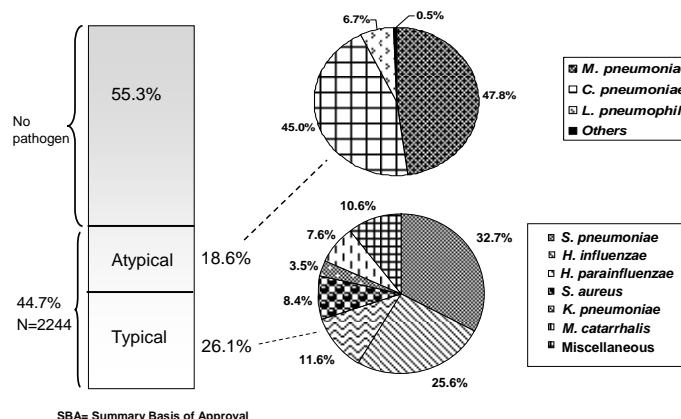 55.3%
No
pathogen
Atypical
18.6%
44.7%
N=2244
Typical
26.1%
6.7%
0.5%
47.8%
45.0%
M. pneumonia
C. pneumoniae
L. pneumophil
Others
10.6%
7.6%
32.7%
3.5%
8.4%
11.6%
25.6%
S. pneumoniae
H. influenzae
H. parainfluenzae
S. aureus
K. pneumoniae
M. catarrhalis
Miscellaneous
SBA= Summary Basis of Approval